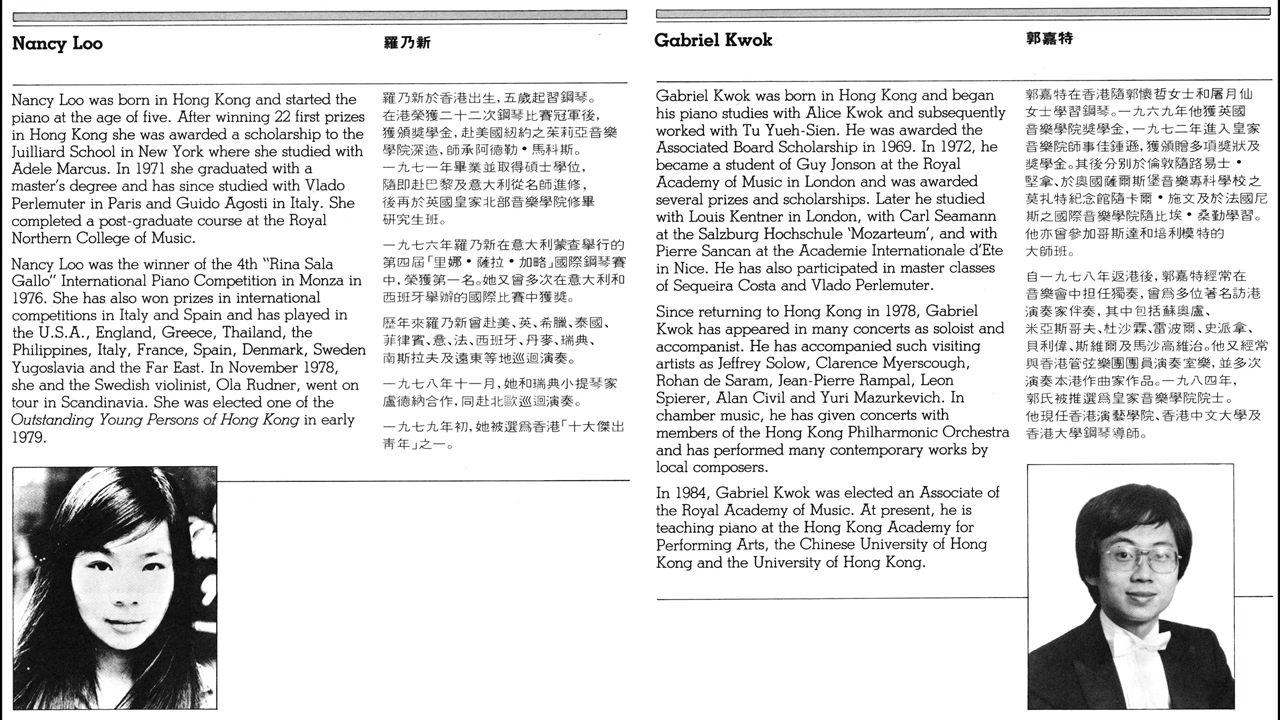 Nancy Loo
羅乃新
Nancy Loo was born in Hong Kong and started the
piano at the age of five. After winning 22 first prizes
in Hong Kong she was awarded a scholarship to the
Juilliard School in New York where she studied with
Adele Marcus. In 1971 she graduated with a
master's degree and has since studied with Vlado
Perlemuter in Paris and Guido Agosti in Italy. She
completed a post-graduate course at the Royal
Northern College of Music.
Nancy Loo was the winner of the 4th "Rina Sala
Gallo" International Piano Competition in Monza in
1976. She has also won prizes in international
competitions in Italy and Spain and has played in
the U.S.A., England, Greece, Thailand, the
Philippines, Italy, France, Spain, Denmark, Sweden
Yugoslavia and the Far East. In November 1978,
she and the Swedish violinist, Ola Rudner, went on
tour in Scandinavia. She was elected one of the
Outstanding Young Persons of Hong Kong in early
1979.
羅乃新於香港出生，五歲起習鋼琴。
在港榮獲二十二次鋼琴比賽冠軍後，
獲頒獎學金，赴美國紐約之茱莉亞音樂
學院深造，師承阿德勒•馬科斯。
一九七一年畢業並取得碩士學位，
隨即赴巴黎及意大利從名師進修，
後再於英國皇家北部音樂學院修畢
研究生班。
一九七六年羅乃新在意大利蒙查舉行的
第四屆「里娜•薩拉•加略」國際鋼琴賽
中，榮獲第一名。她又曾多次在意大利和
西班牙舉辦的國際比賽中獲獎。
歷年來羅乃新曾赴美、英、希臘、泰國、
菲律賓、意、法、西班牙、丹麥、瑞典、
南斯拉夫及遠東等地巡迴演奏。
一九七八年十一月，她和瑞典小提琴家
盧德納合作，同赴北歐巡迴演奏。
一九七九年初，她被選爲香港「十大傑出
靑年」之一。
Gabriel Kwok
郭嘉特
Gabriel Kwok was born in Hong Kong and began
his piano studies with Alice Kwok and subsequently
worked with Tu Yueh-Sien. He was awarded the
Associated Board Scholarship in 1969. In 1972, he
became a student of Guy Jonson at the Royal
Academy of Music in London and was awarded
several prizes and scholarships. Later he studied
with Louis Kentner in London, with Carl Seamann
at the Salzburg Hochschule 'Mozarteum', and with
Pierre Sancan at the Academie Internationale d'Ete
in Nice. He has also participated in master classes
of Sequeira Costa and Vlado Perlemuter.
Since returning to Hong Kong in 1978, Gabriel
Kwok has appeared in many concerts as soloist and
accompanist. He has accompanied such visiting
artists as Jeffrey Solow, Clarence Myerscough,
Rohan de Saram, Jean-Pierre Rampal, Leon
Spierer, Alan Civil and Yuri Mazurkevich. In
chamber music, he has given concerts with
members of the Hong Kong Philharmonic Orchestra
and has performed many contemporary works by
local composers.
In 1984, Gabriel Kwok was elected an Associate of
the Royal Academy of Music. At present, he is
teaching piano at the Hong Kong Academy for
Performing Arts, the Chinese University of Hong
Kong and the University of Hong Kong.
郭嘉特在香港隨郭懷哲女士和屠月仙
女士學習鋼琴。一九六九年他獲英國
音樂學院獎學金，一九七二年進入皇家
音樂院師事佳鍾遜，獲頒贈多項獎狀及
獎學金。其後分別於倫敦隨路易士•
堅拿、於奧國薩爾斯堡音樂專科學校之
莫扎特紀念館隨卡爾•施文及於法國尼
斯之國際音樂學院隨比埃•桑勤學習。
他亦曾參加哥斯達和培利模特的
大師班。
自一九七八年返港後，郭嘉特經常在
音樂會中担任獨奏，曾爲多位著名訪港
演奏家伴奏，其中包括蘇奧盧、
米亞斯哥夫、杜沙霖、雷波爾、史派拿、
貝利偉、斯維爾及馬沙高維治。他又經常
與香港管弦樂團團員演奏室樂，並多次
演奏本港作曲家作品。一九八四年，
郭氏被推選爲皇家音樂學院院士。
他現任香港演藝學院、香港中文大學及
香港大學鋼琴導師。